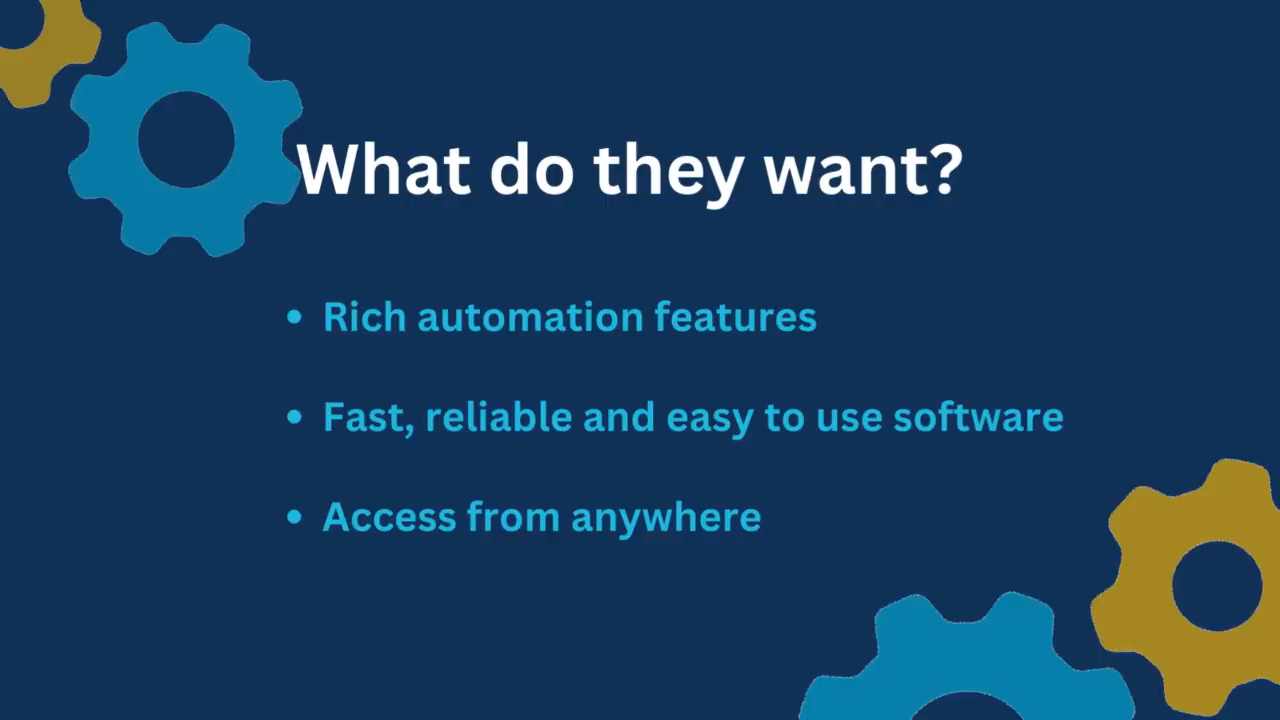 What do they want?
• Rich automation features
• Fast, reliable and easy to use software
• Access from anywhere